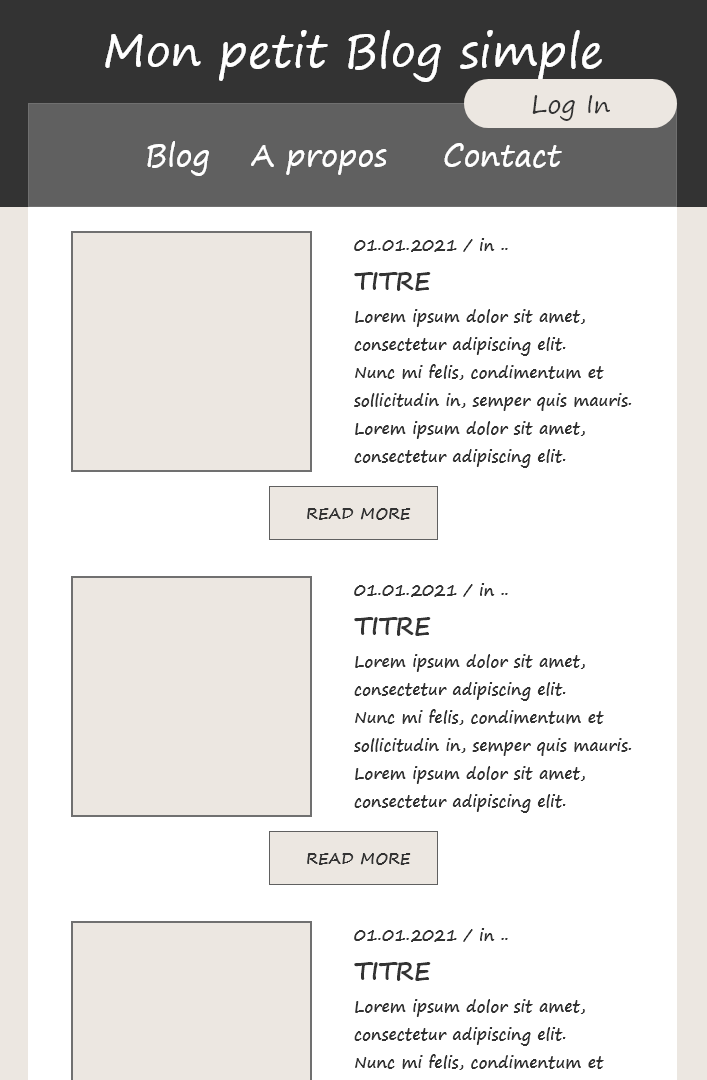 Mon petit Blog simple
Log In
Blog A propos Contact
01.01.2021 / in ..
TITRE
Lorem ipsum dolor sit amet,
consectetur adipiscing elit.
Nunc mi felis, condimentum et
sollicitudin in, semper quis mauris.
Lorem ipsum dolor sit amet,
consectetur adipiscing elit.
READ MORE
01.01.2021 / in ..
TITRE
Lorem ipsum dolor sit amet,
consectetur adipiscing elit.
Nunc mi felis, condimentum et
sollicitudin in, semper quis mauris.
Lorem ipsum dolor sit amet,
consectetur adipiscing elit.
READ MORE
01.01.2021 / in ..
TITRE
Lorem ipsum dolor sit amet,
consectetur adipiscing elit.
Nunc mi felis, condimentum et